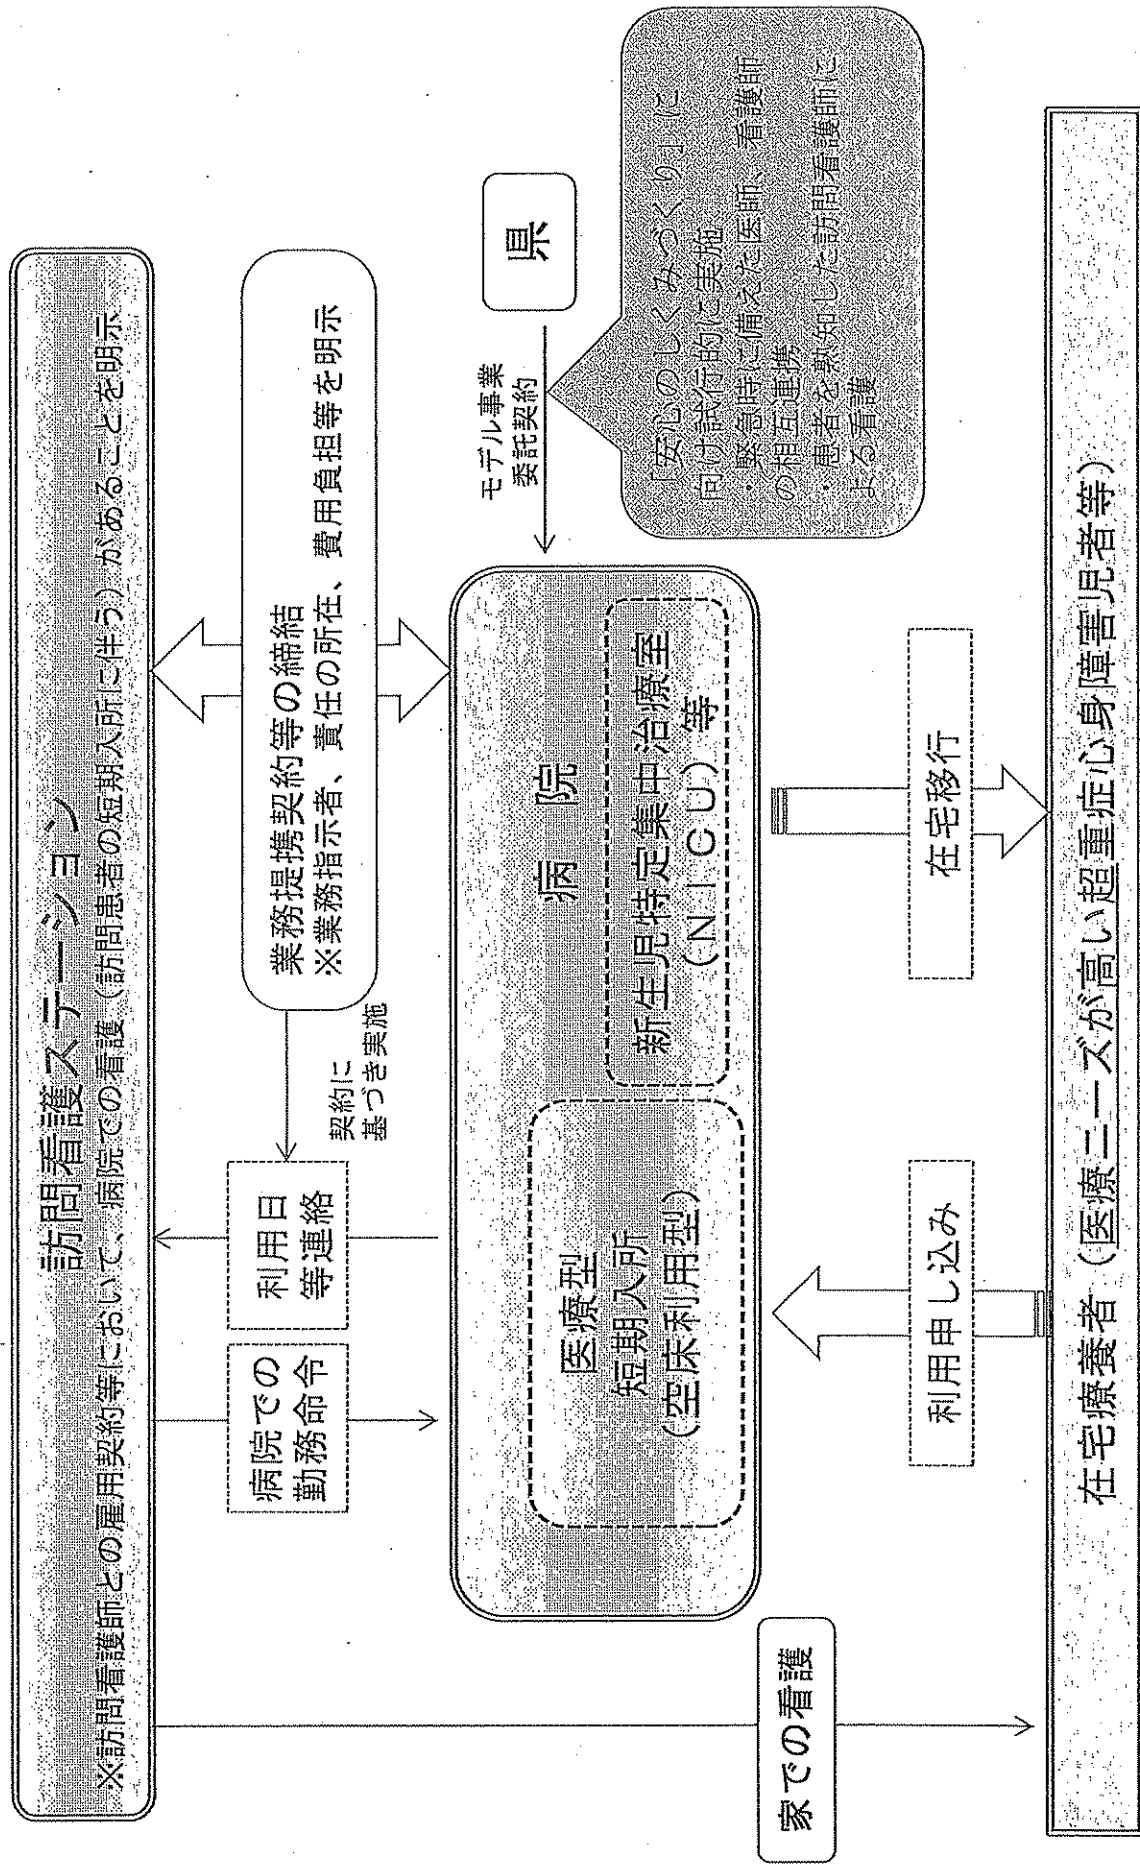 訪問看護ステーション
※訪問看護師との雇用契約等において、病院での看護（訪問患者の短期入所に伴う）があることを明示
病院での
勤務命令
利用日
等連絡
契約に
基づき実施
業務提携契約等の締結
※業務指示者、責任の所在、費用負担等を明示
病　院
医療型
短期入所
（空床利用型）
新生児特定集中治療室
（ＮＩＣＵ）等
モデル事業
委託契約
県
「安心のしくみづくり」に
向け試行的に実施
・緊急時に備えた医師、看護師
の相互連携
・患者を熟知した訪問看護師に
よる看護
家での看護
利用申し込み
在宅移行
在宅療養者（医療ニーズが高い超重症心身障害児者等）